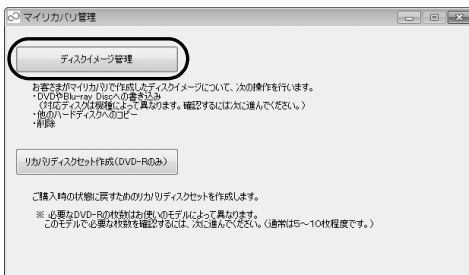 マイリカバリ管理
ディスクイメージ管理
お客さまがマイリカバリで作成したディスクイメージについて、次の操作を行います。
・DVDやBlu-ray Discへの書き込み
（対応ディスクは機種によって異なります。確認するには次に進んでください。）
・他のハードディスクへのコピー
・削除
リカバリディスクセット作成(DVD-Rのみ)
ご購入時の状態に戻すためのリカバリディスクセットを作成します。
※ 必要なDVD-Rの枚数はお使いのモデルによって異なります。
このモデルで必要な枚数を確認するには、次に進んでください。（通常は5～10枚程度です。）